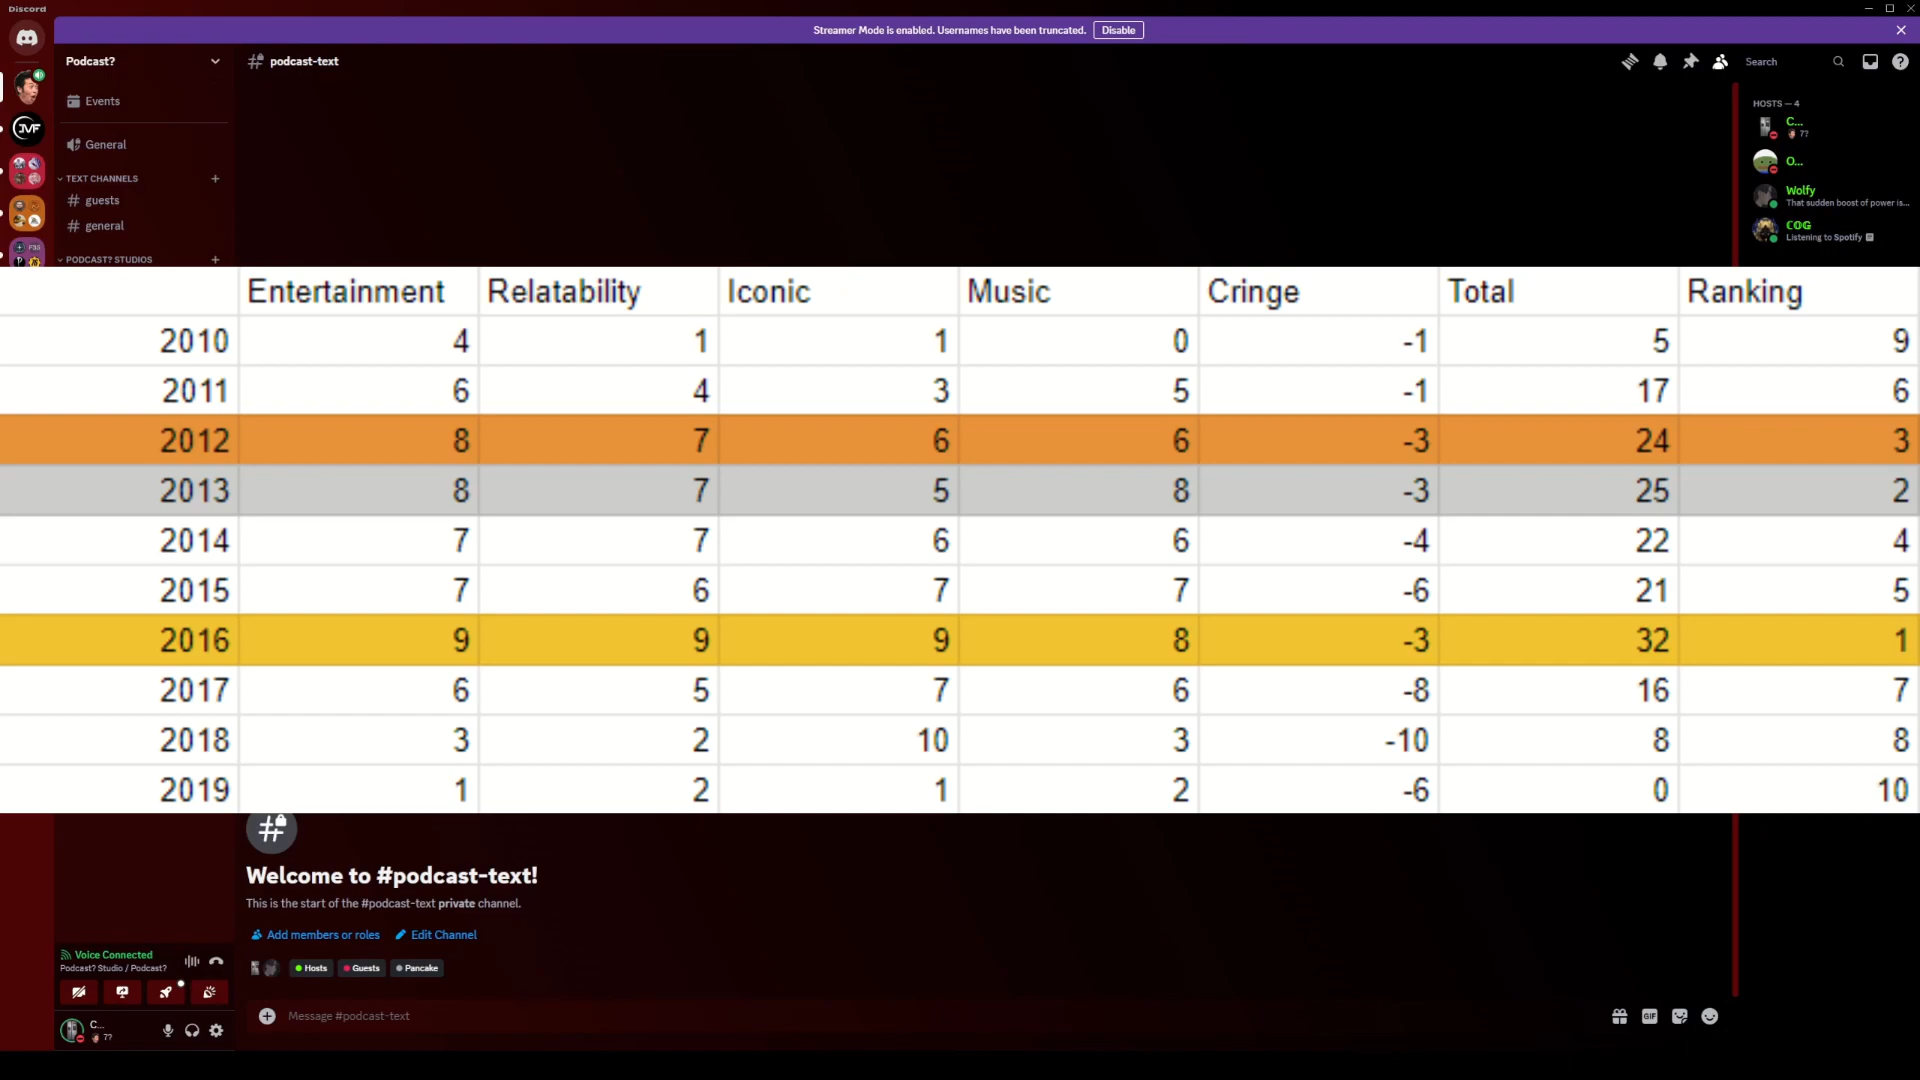 Discord
Streamer Mode is enabled. Usernames have been truncated. Disable
Podcast?
podcast-text
Search
Events
General
TEXT CHANNELS
guests
general
PODCAST? STUDIOS
HOSTS — 4
C...
7?
O...
Wolfy
That sudden boost of power is...
COG
Listening to Spotify
Entertainment Relatability Iconic Music Cringe Total Ranking
2010 4 1 1 0 -1 5 9
2011 6 4 3 5 -1 17 6
2012 8 7 6 6 -3 24 3
2013 8 7 5 8 -3 25 2
2014 7 7 6 6 -4 22 4
2015 7 6 7 7 -6 21 5
2016 9 9 9 8 -3 32 1
2017 6 5 7 6 -8 16 7
2018 3 2 10 3 -10 8 8
2019 1 2 1 2 -6 0 10
Welcome to #podcast-text!
This is the start of the #podcast-text private channel.
Add members or roles Edit Channel
Hosts Guests Pancake
Message #podcast-text
GIF
Voice Connected
Podcast? Studio / Podcast?
C...
7?